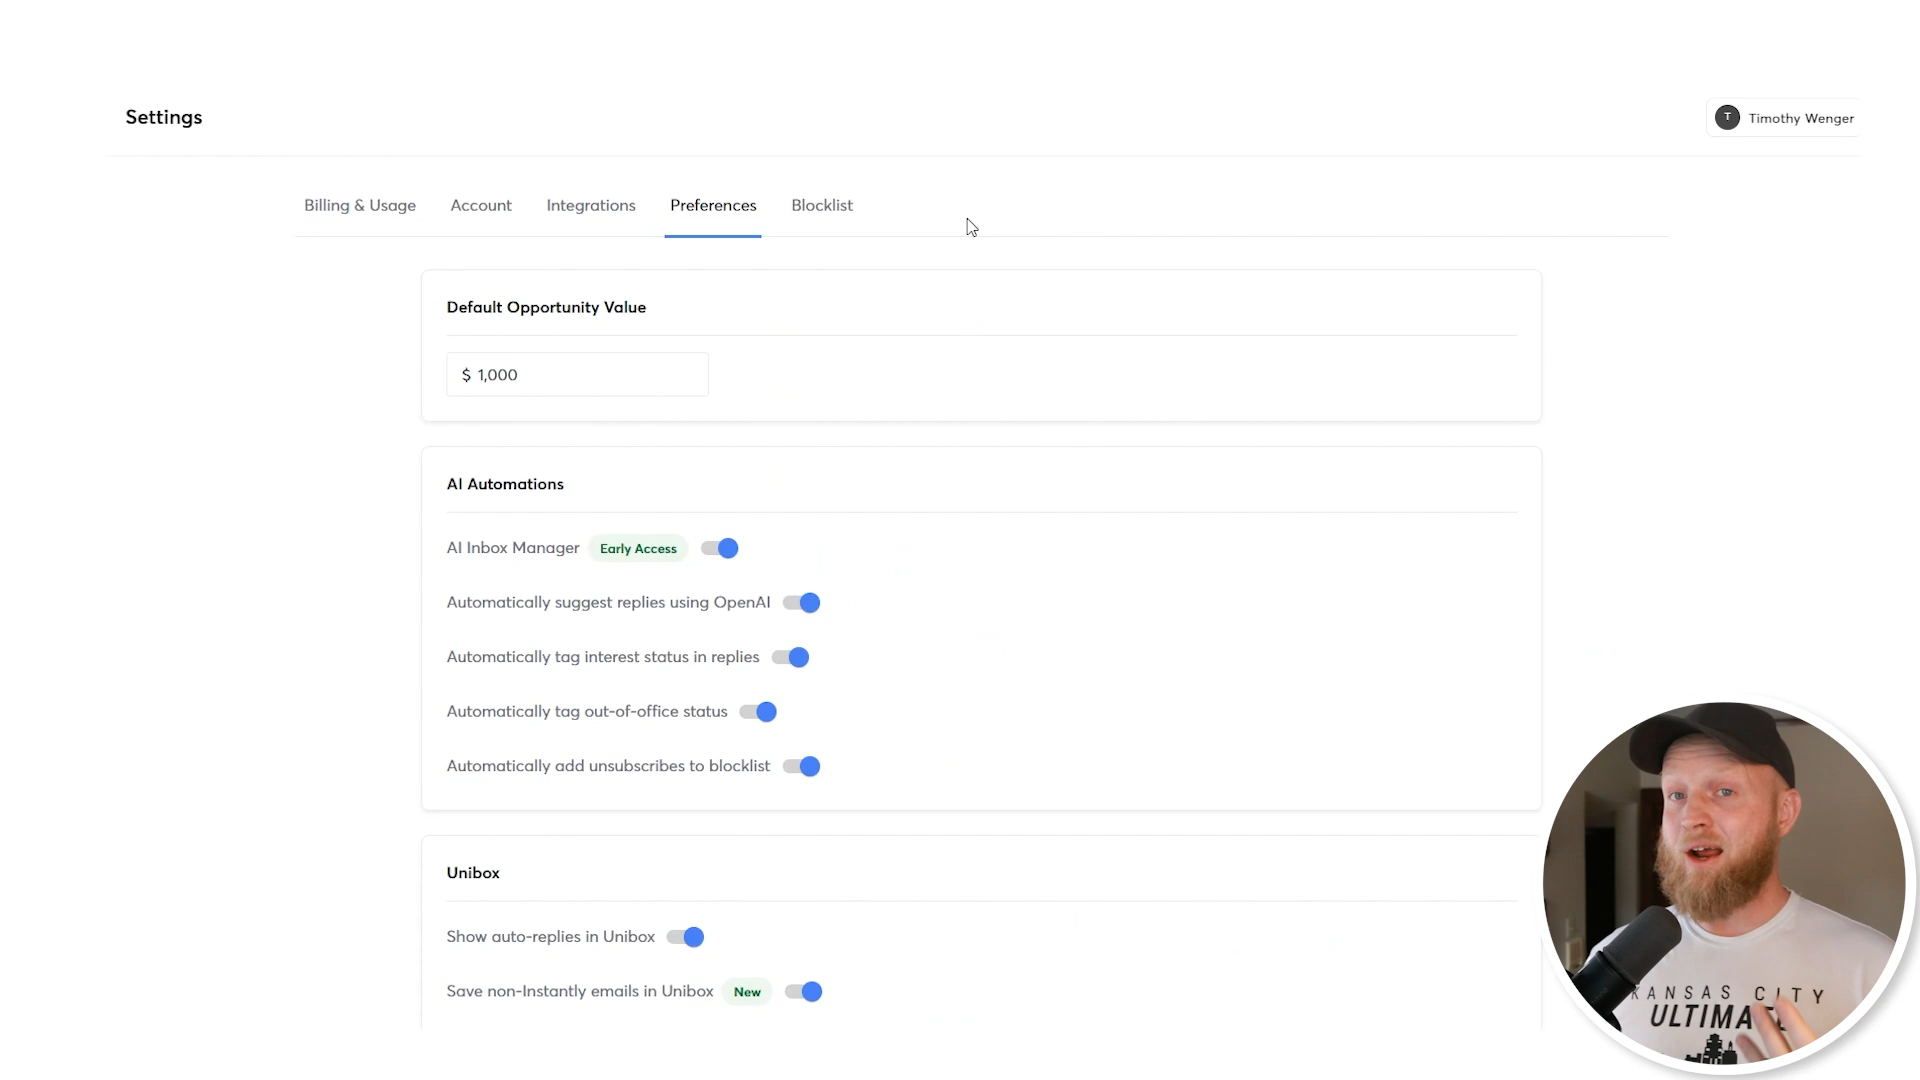 Settings
T Timothy Wenger
Billing & Usage Account Integrations Preferences Blocklist
Default Opportunity Value
$ 1,000
AI Automations
AI Inbox Manager Early Access
Automatically suggest replies using OpenAI
Automatically tag interest status in replies
Automatically tag out-of-office status
Automatically add unsubscribes to blocklist
Unibox
Show auto-replies in Unibox
Save non-Instantly emails in Unibox New
KANSAS CITY